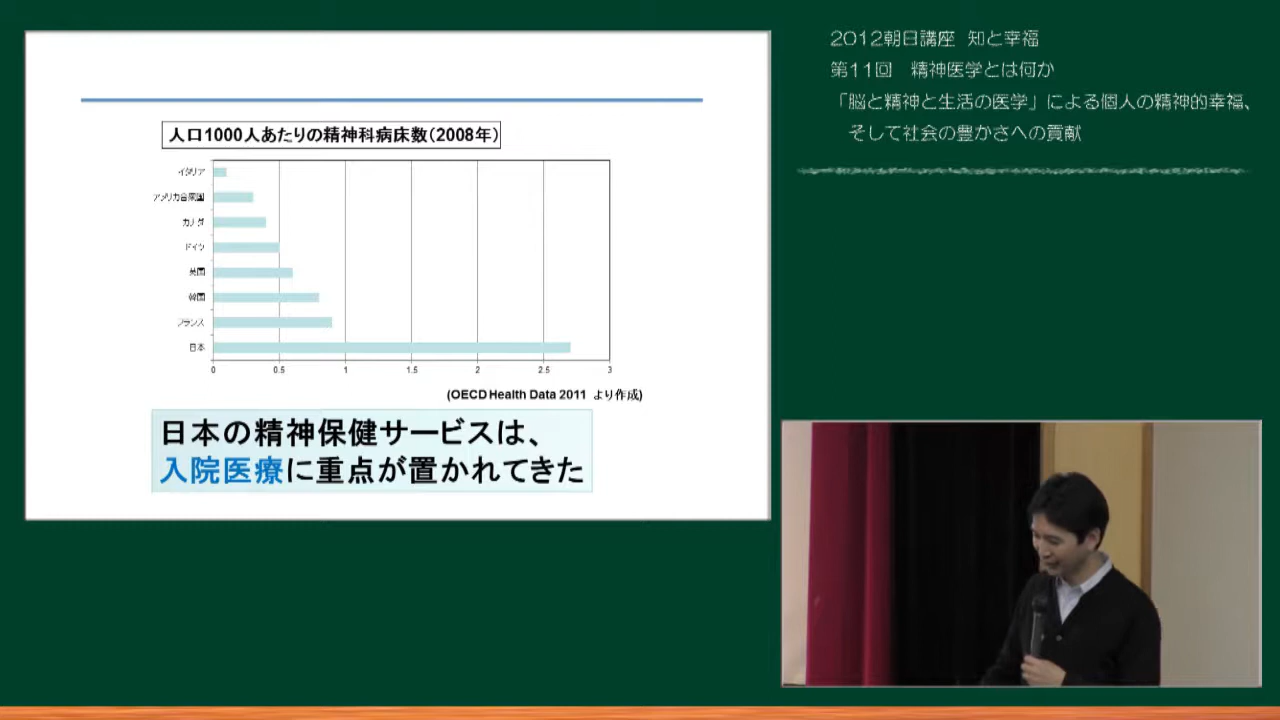 2012朝日講座 知と幸福
第11回 精神医学とは何か
「脳と精神と生活の医学」による個人の精神的幸福、
そして社会の豊かさへの貢献
人口1000人あたりの精神科病床数(2008年)
イタリア
アメリカ合衆国
カナダ
ドイツ
英国
韓国
フランス
日本
0 0.5 1 1.5 2 2.5 3
(OECD Health Data 2011 より作成)
日本の精神保健サービスは、
入院医療に重点が置かれてきた